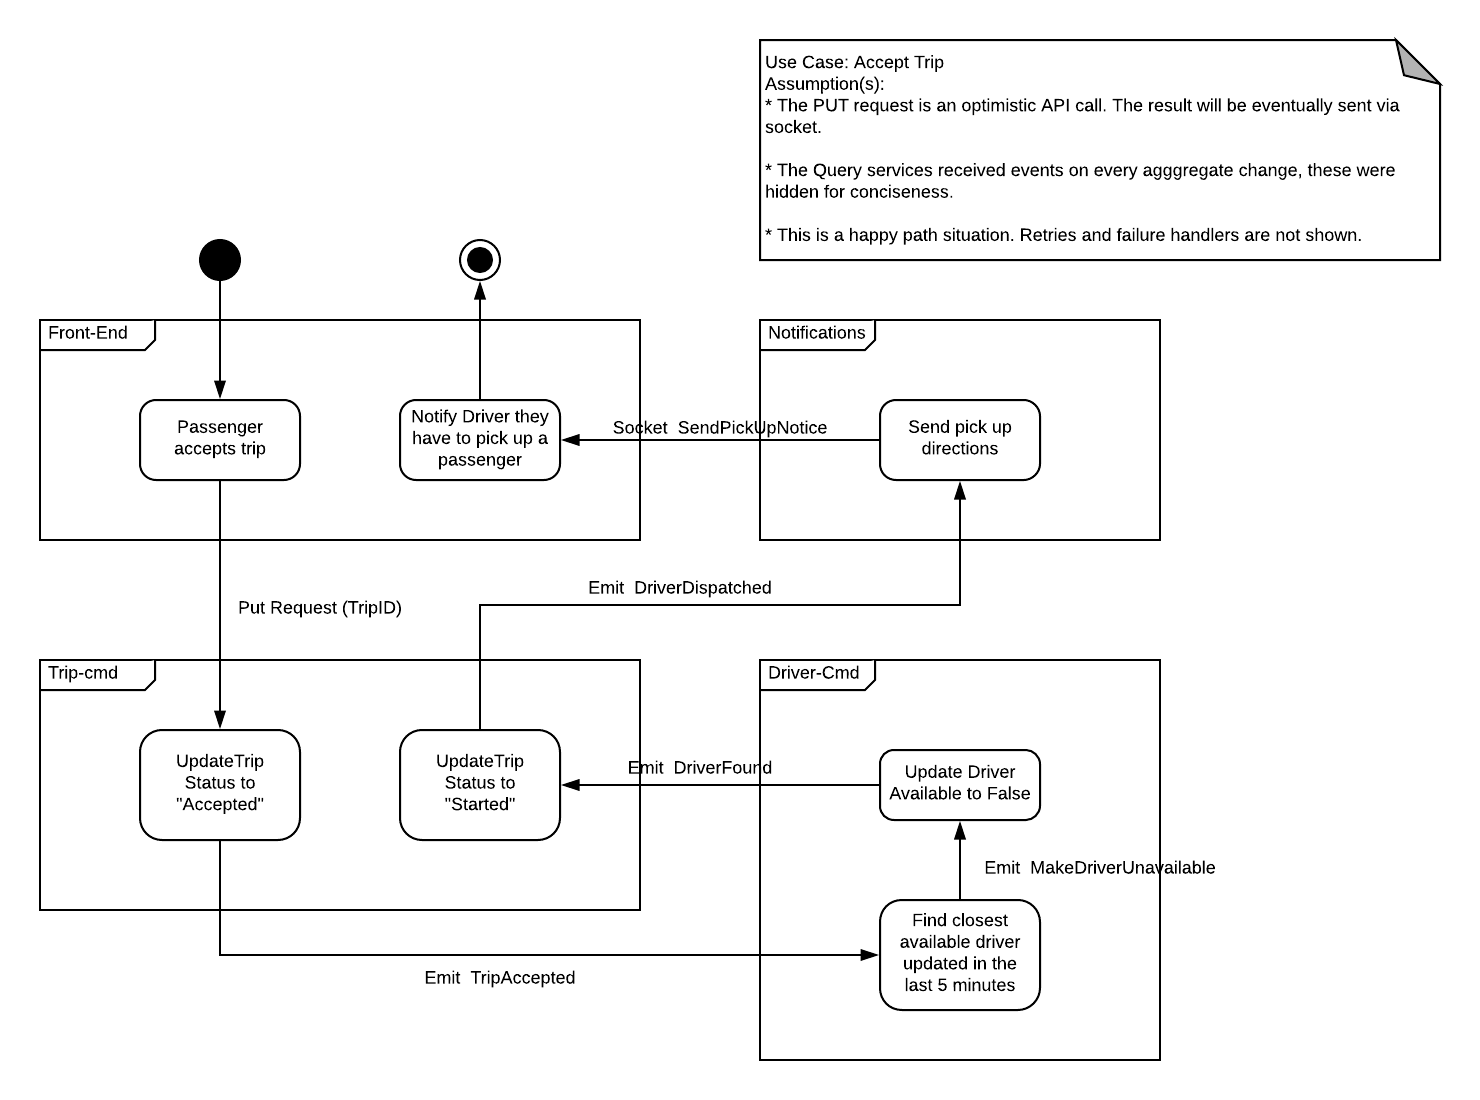 Use Case: Accept Trip
Assumption(s):
* The PUT request is an optimistic API call. The result will be eventually sent via
socket.
* The Query services received events on every agggregate change, these were
hidden for conciseness.
* This is a happy path situation. Retries and failure handlers are not shown.
Front-End
Notifications
Passenger
accepts trip
Notify Driver they
have to pick up a
passenger
Socket SendPickUpNotice
Send pick up
directions
Emit DriverDispatched
Put Request (TripID)
Trip-cmd
Driver-Cmd
UpdateTrip
Status to
"Accepted"
UpdateTrip
Status to
"Started"
Emit DriverFound
Update Driver
Available to False
Emit MakeDriverUnavailable
Find closest
available driver
updated in the
last 5 minutes
Emit TripAccepted